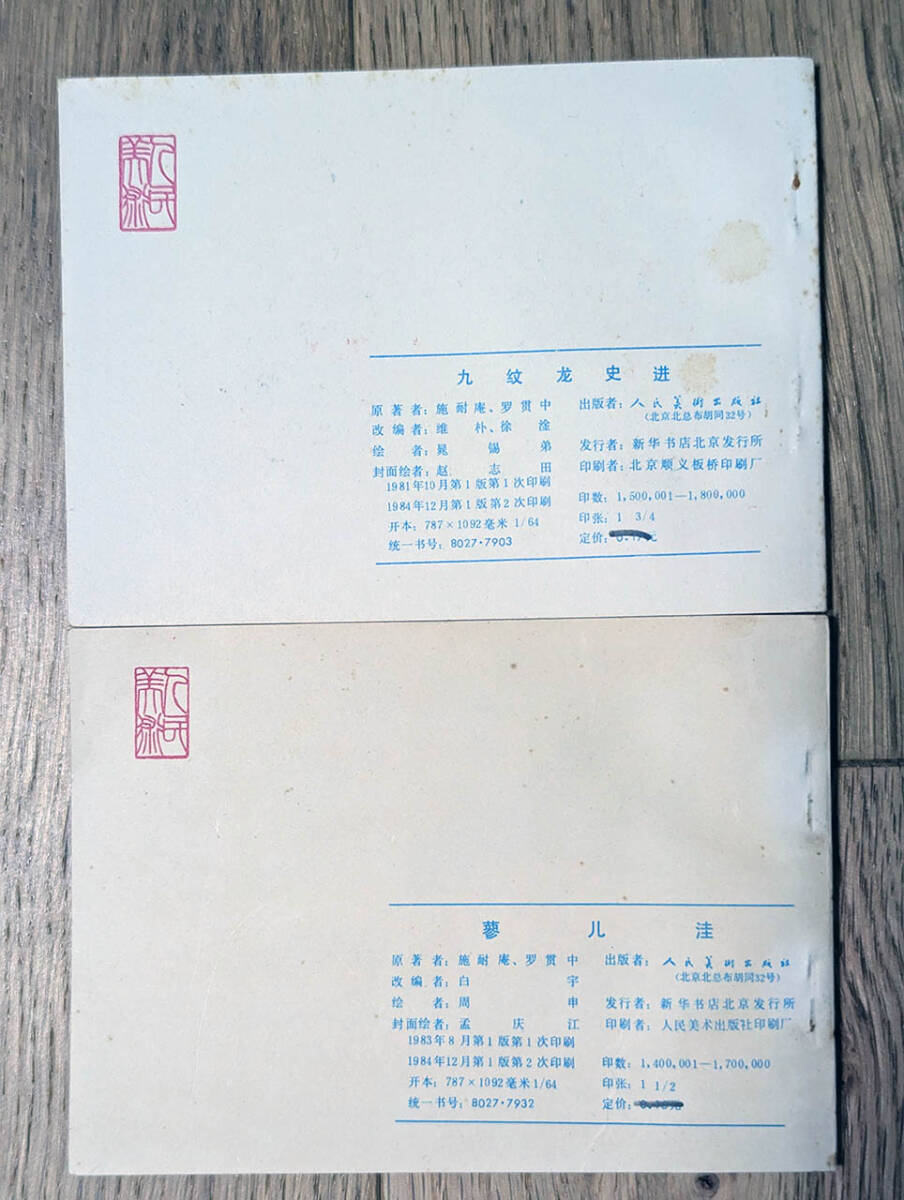 人民
美术
九纹龙史进
原著者：施耐庵、罗贯中
改编者：维朴、徐淦
绘者：晁锡弟
封面绘者：赵志田
1981年10月第1版第1次印刷
1984年12月第1版第2次印刷
开本：787×1092毫米 1/64
统一书号：8027·7903
出版者：人民美術出版社
（北京北总布胡同32号）
发行者：新华书店北京发行所
印刷者：北京顺义板桥印刷厂
印数：1,500,001—1,800,000
印张：1 3/4
定价：
人民
美术
蓼儿洼
原著者：施耐庵、罗贯中
改编者：白宇
绘者：周申
封面绘者：孟庆江
1983年8月第1版第1次印刷
1984年12月第1版第2次印刷
开本：787×1092毫米1/64
统一书号：8027·7932
出版者：人民美術出版社
（北京北总布胡同32号）
发行者：新华书店北京发行所
印刷者：人民美术出版社印刷厂
印数：1,400,001—1,700,000
印张：1 1/2
定价：